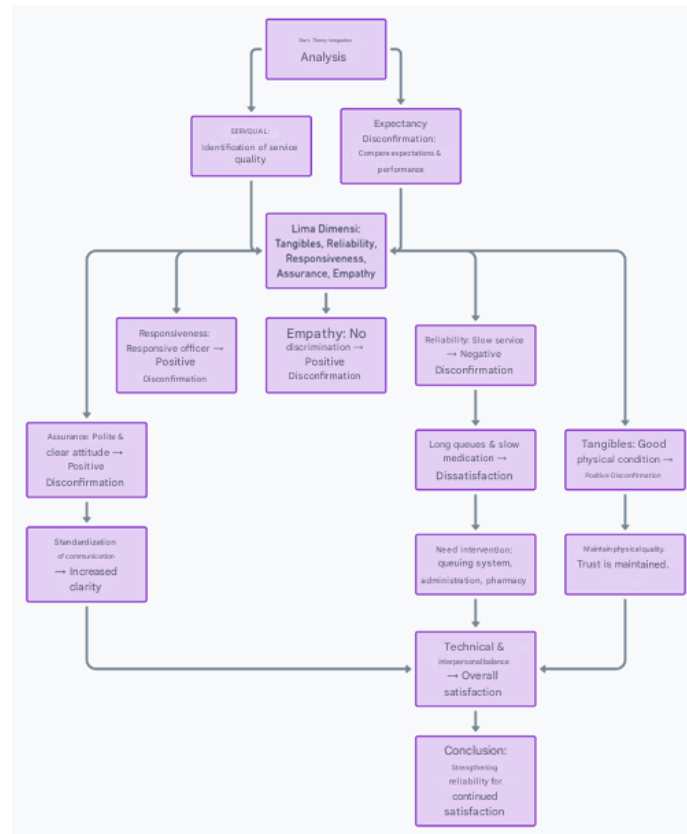 Start: Theory Integration
Analysis
SERVQUAL:
Identification of service
quality
Expectancy
Disconfirmation:
Compare expectations &
performance
Lima Dimensi:
Tangibles, Reliability,
Responsiveness,
Assurance, Empathy
Responsiveness:
Responsive officer →
Positive
Disconfirmation
Empathy: No
discrimination →
Positive
Disconfirmation
Reliability: Slow service
→ Negative
Disconfirmation
Assurance: Polite &
clear attitude →
Positive
Disconfirmation
Long queues & slow
medication →
Dissatisfaction
Tangibles: Good
physical condition →
Positive Disconfirmation
Standardization
of communication
→ Increased
clarity
Need intervention:
queuing system,
administration, pharmacy
Maintain physical quality.
Trust is maintained.
Technical &
interpersonal balance
→ Overall
satisfaction
Conclusion:
Strengthening
reliability for
continued
satisfaction